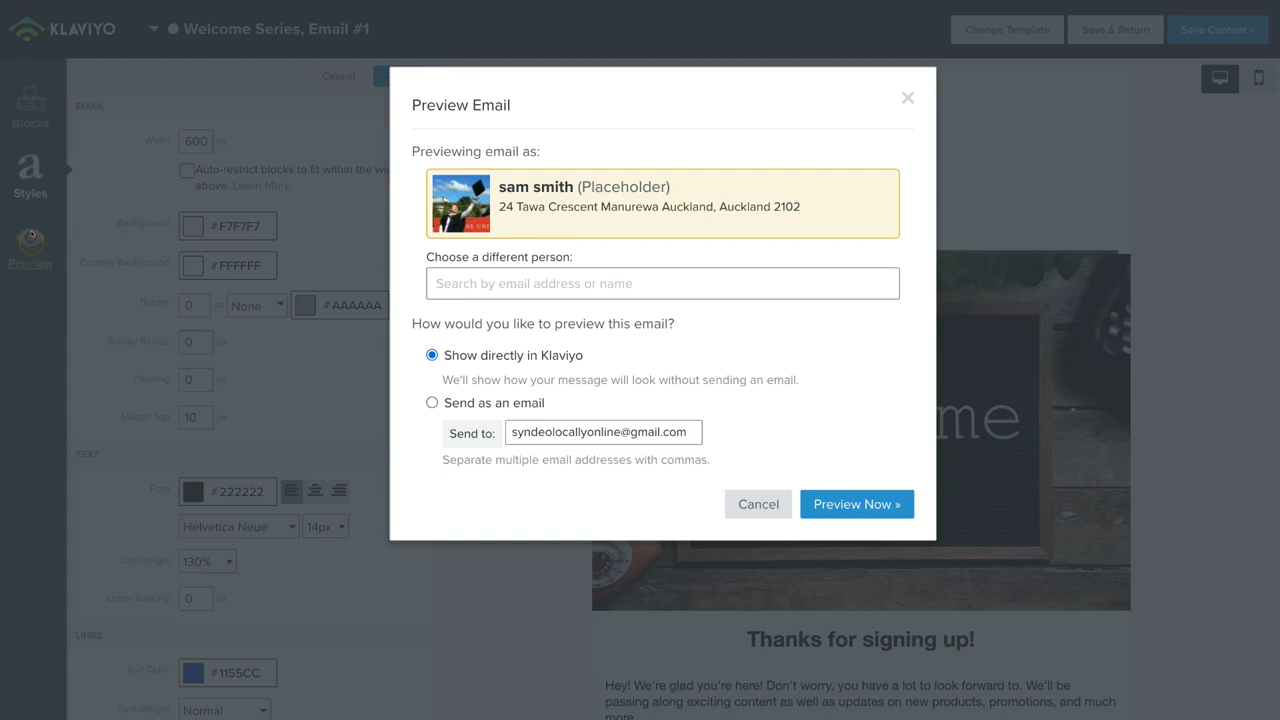 KLAVIYO
Welcome Series, Email #1
Change Template
Save & Return
Save Content »
Blocks
a
Styles
Preview
Cancel
EMAIL
Width
600
px
Auto-restrict blocks to fit within the wi
above. Learn More.
Background
#F7F7F7
Content Background
#FFFFFF
Border
0
px
None
#AAAAAA
Border Radius
0
px
Padding
0
px
Margin Top
10
px
TEXT
Font
#222222
Helvetica Neue
14px
Line Height
130%
Letter Spacing
0
px
LINKS
Text Color
#1155CC
Font Weight
Normal
Preview Email
×
Previewing email as:
sam smith (Placeholder)
24 Tawa Crescent Manurewa Auckland, Auckland 2102
Choose a different person:
Search by email address or name
How would you like to preview this email?
Show directly in Klaviyo
We'll show how your message will look without sending an email.
Send as an email
Send to:
syndeolocallyonline@gmail.com
Separate multiple email addresses with commas.
Cancel
Preview Now »
me
Thanks for signing up!
Hey! We're glad you're here! Don't worry, you have a lot to look forward to. We'll be
passing along exciting content as well as updates on new products, promotions, and much
more.